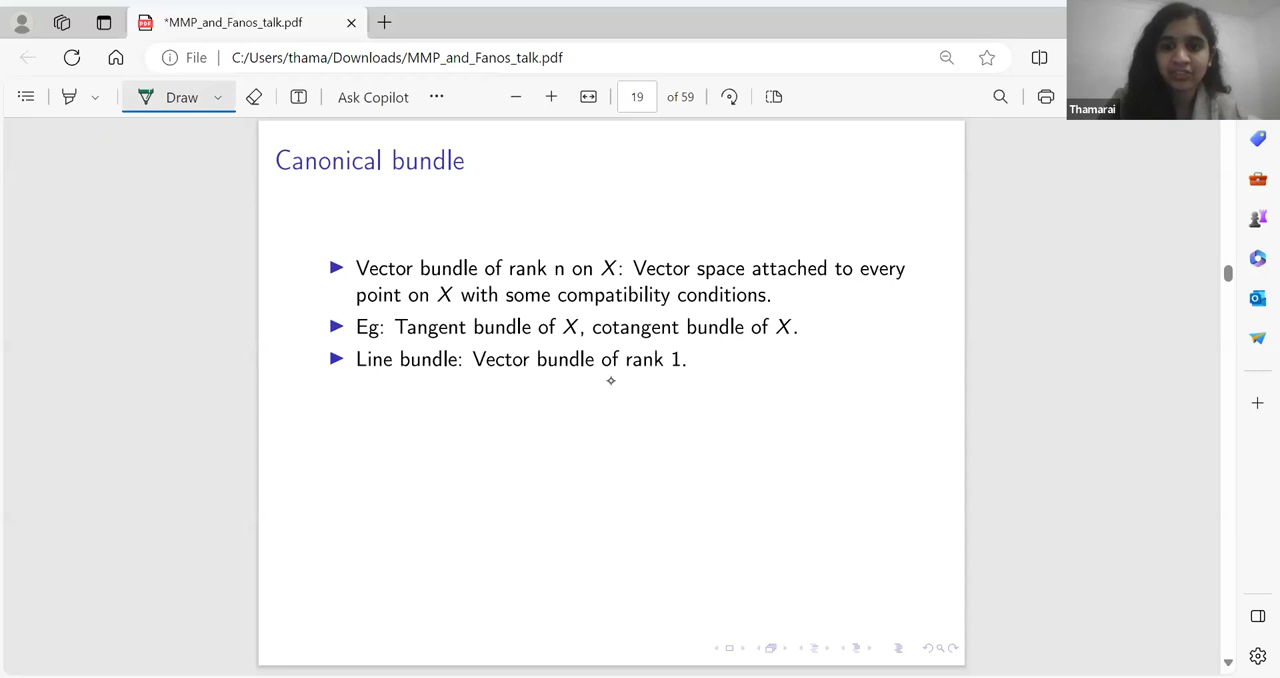 *MMP_and_Fanos_talk.pdf
File
C:/Users/thama/Downloads/MMP_and_Fanos_talk.pdf
Draw
Ask Copilot
19 of 59
Thamarai
Canonical bundle
Vector bundle of rank n on X: Vector space attached to every
point on X with some compatibility conditions.
Eg: Tangent bundle of X, cotangent bundle of X.
Line bundle: Vector bundle of rank 1.